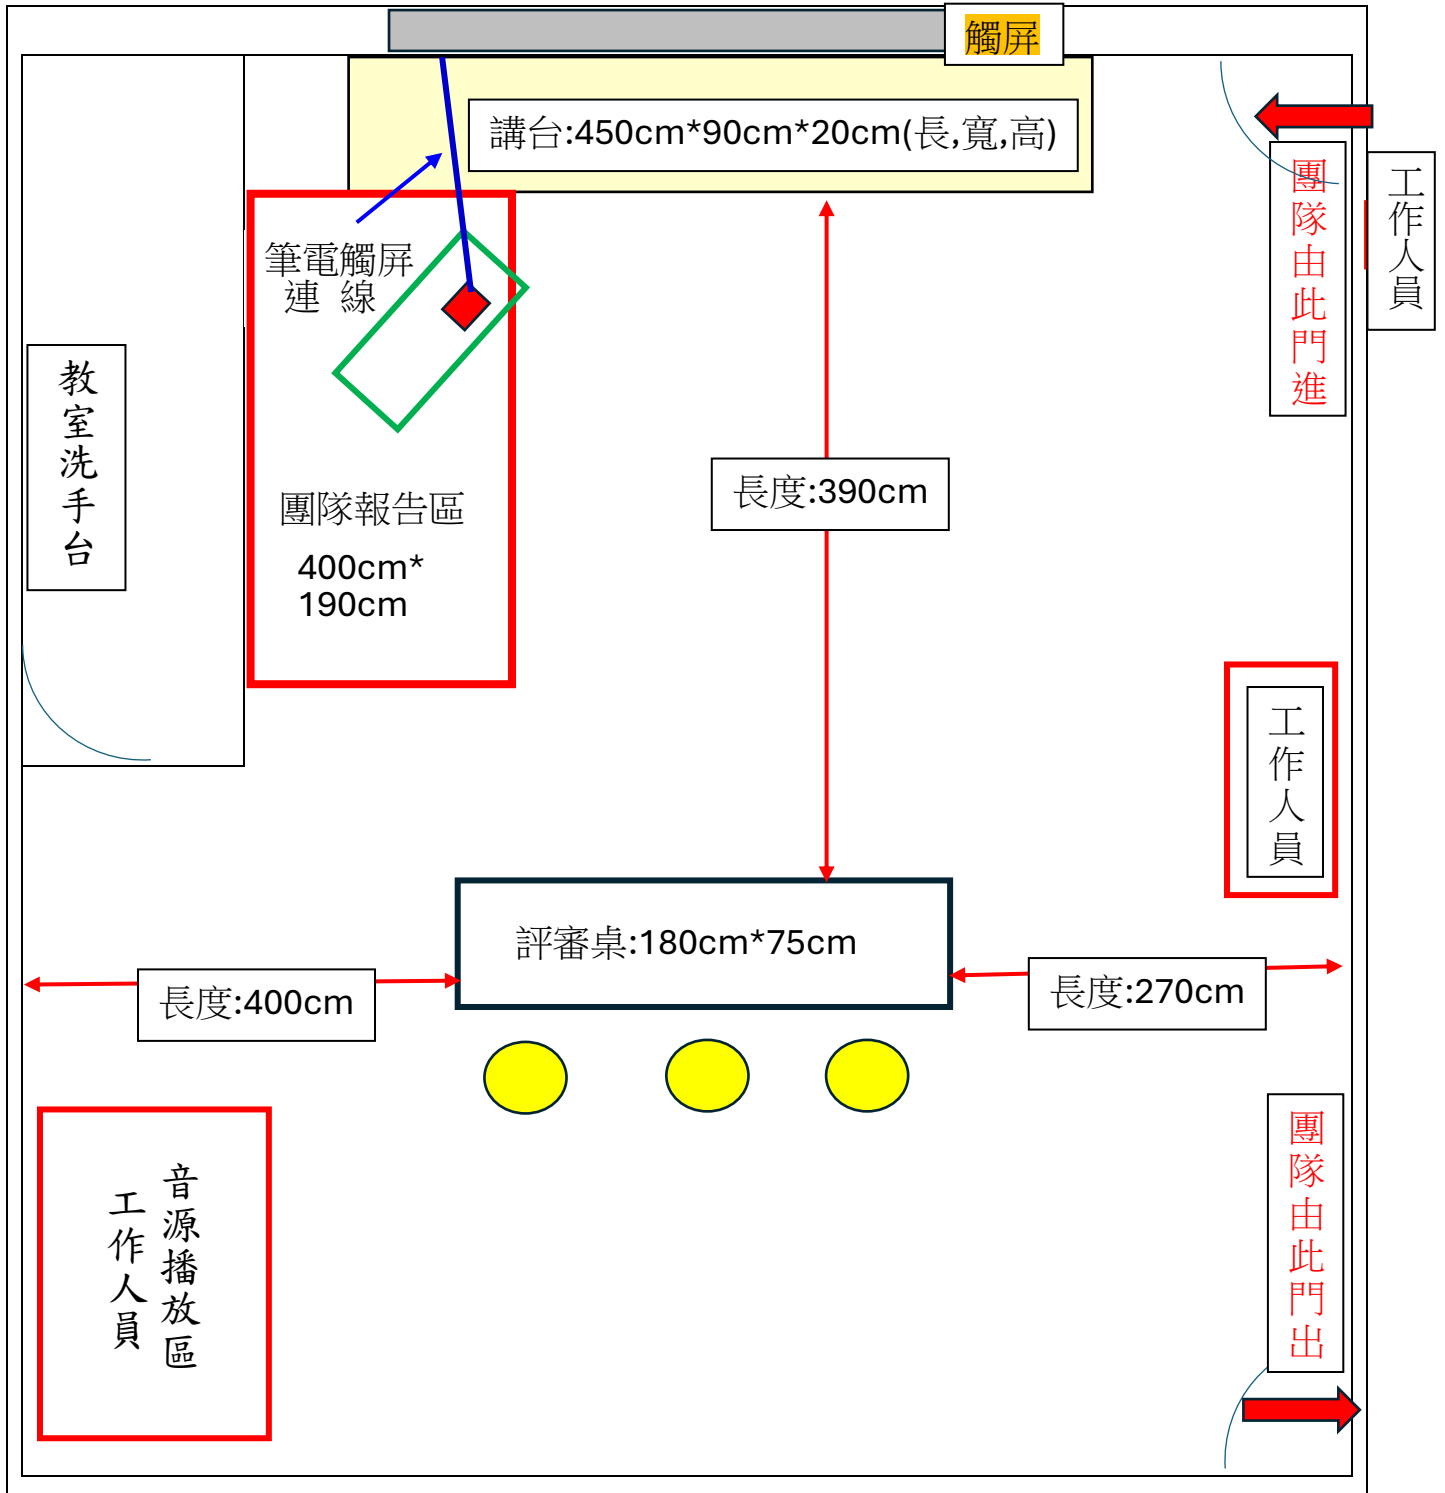 觸屏
講台:450cm*90cm*20cm(長,寬,高)
團隊由此門進
工作人員
筆電觸屏
連 線
教室洗手台
團隊報告區
400cm*
190cm
長度:390cm
工作人員
評審桌:180cm*75cm
長度:400cm
長度:270cm
音源播放區
工作人員
團隊由此門出